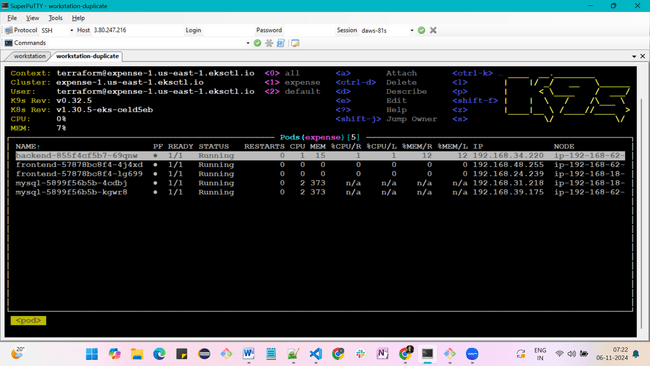 SuperPuTTY - workstation-duplicate
File View Tools Help
Protocol SSH Host 3.80.247.216 Login Password Session daws-81s
Commands
workstation workstation-duplicate
Context: terraform@expense-1.us-east-1.eksctl.io <0> all <a> Attach <ctrl-k>
Cluster: expense-1.us-east-1.eksctl.io <1> expense <ctrl-d> Delete <l>
User: terraform@expense-1.us-east-1.eksctl.io <2> default <d> Describe <p>
K9s Rev: v0.32.5 <e> Edit <shift-f>
K8s Rev: v1.30.5-eks-ce1d5eb <?> Help <z>
CPU: 0% <shift-j> Jump Owner <s>
MEM: 7%
Pods(expense)[5]
NAME↑ PF READY STATUS RESTARTS CPU MEM %CPU/R %CPU/L %MEM/R %MEM/L IP NODE
backend-855f4cf5b7-69qnw ● 1/1 Running 0 1 15 1 1 12 12 192.168.34.220 ip-192-168-62-
frontend-57878bc8f4-4j4xd ● 1/1 Running 0 0 0 0 0 0 0 192.168.48.255 ip-192-168-62-
frontend-57878bc8f4-lg699 ● 1/1 Running 0 0 0 0 0 0 0 192.168.24.239 ip-192-168-18-
mysql-5899f56b5b-4cdbj ● 1/1 Running 0 2 373 n/a n/a n/a n/a 192.168.31.218 ip-192-168-18-
mysql-5899f56b5b-kgwr8 ● 1/1 Running 0 2 373 n/a n/a n/a n/a 192.168.39.175 ip-192-168-62-
<pod>
20°
ENG
IN
07:22
06-11-2024